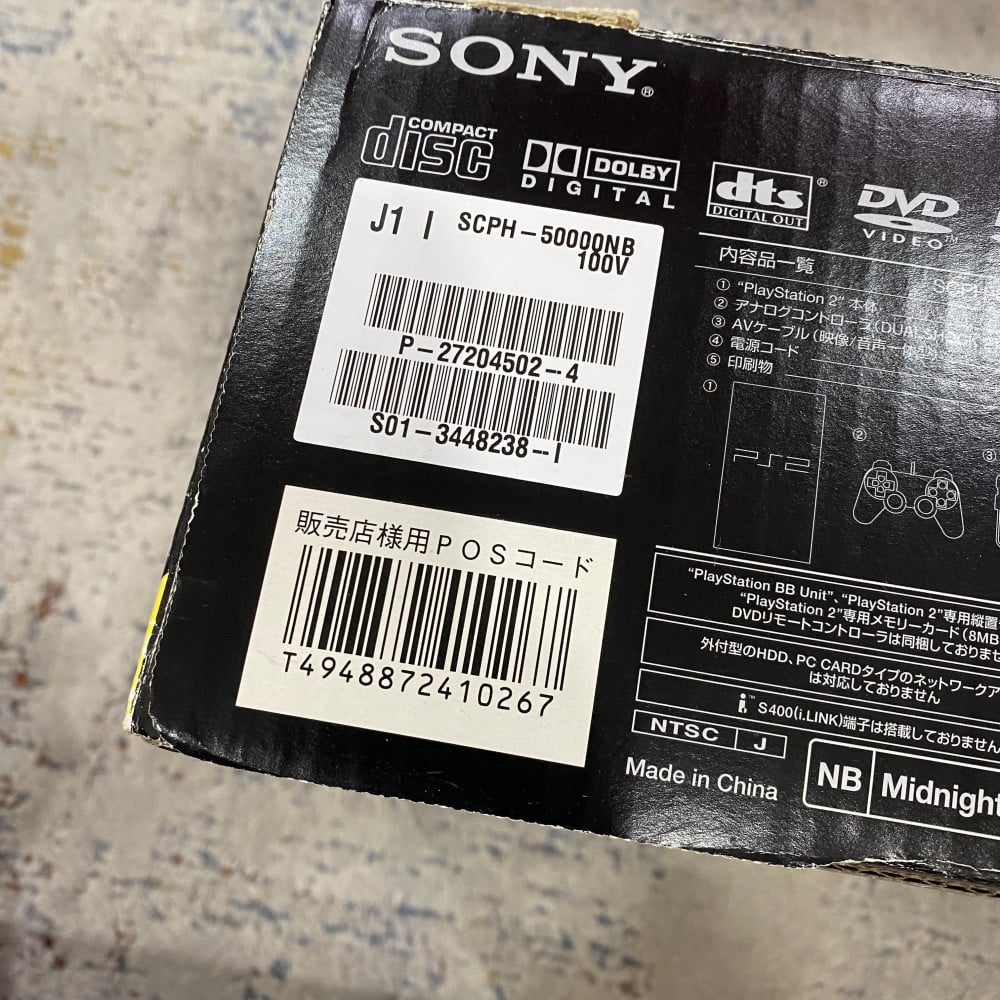 SONY®
COMPACT
disc
DOLBY
DIGITAL
dts®
DIGITAL OUT
DVD
VIDEO™
J1 I SCPH-50000NB
100V
P-27204502-4
S01-3448238-I
販売店様用POSコード
T4948872410267
内容品一覧
① “PlayStation 2” 本体
② アナログコントローラ(DUALSHOCK
③ AVケーブル(映像/音声一体型)
④ 電源コード
⑤ 印刷物
①
PS2
②
③
“PlayStation BB Unit”、“PlayStation 2”専用縦置
“PlayStation 2”専用メモリーカード(8MB
DVDリモートコントローラは同梱しておりませ
外付型のHDD、PC CARDタイプのネットワークア
は対応しておりません
i.™ S400(i.LINK)端子は搭載しておりません
NTSC J
Made in China
NB Midnight